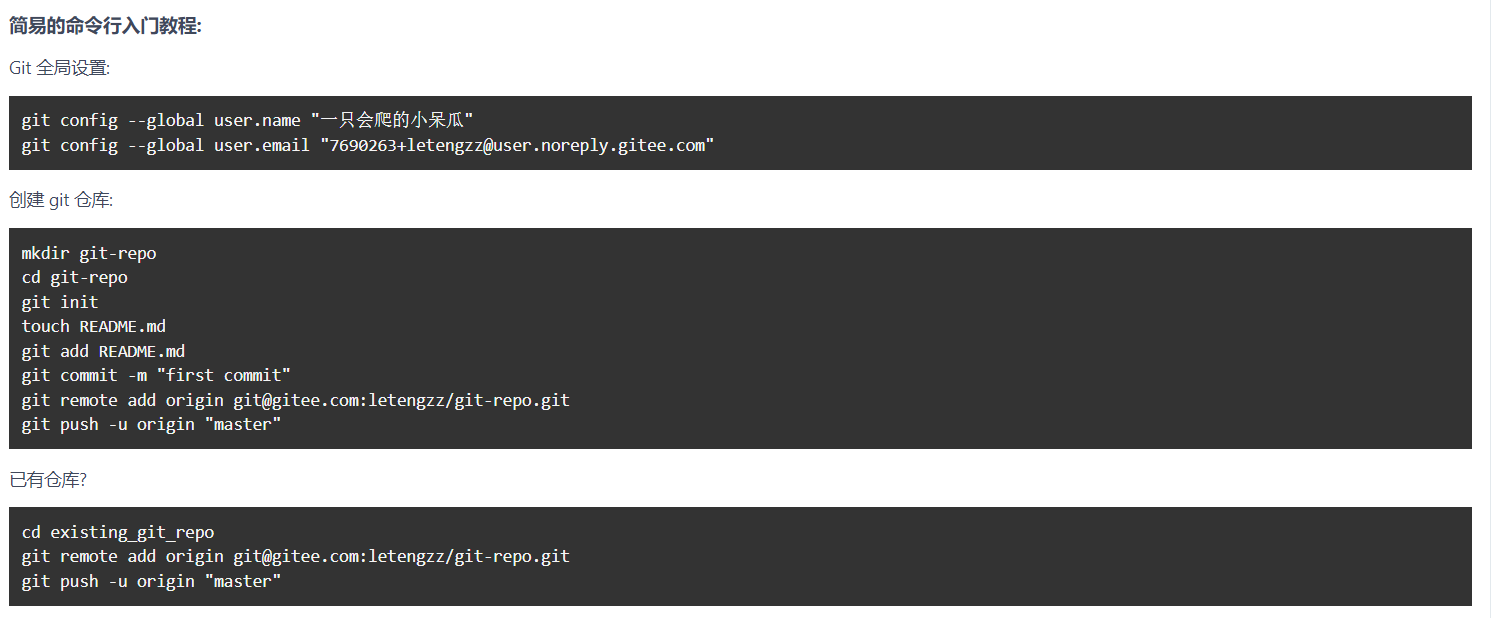 简易的命令行入门教程:
Git 全局设置:
git config --global user.name "一只会爬的小呆瓜"
git config --global user.email "7690263+letengzz@user.noreply.gitee.com"
创建 git 仓库:
mkdir git-repo
cd git-repo
git init
touch README.md
git add README.md
git commit -m "first commit"
git remote add origin git@gitee.com:letengzz/git-repo.git
git push -u origin "master"
已有仓库?
cd existing_git_repo
git remote add origin git@gitee.com:letengzz/git-repo.git
git push -u origin "master"